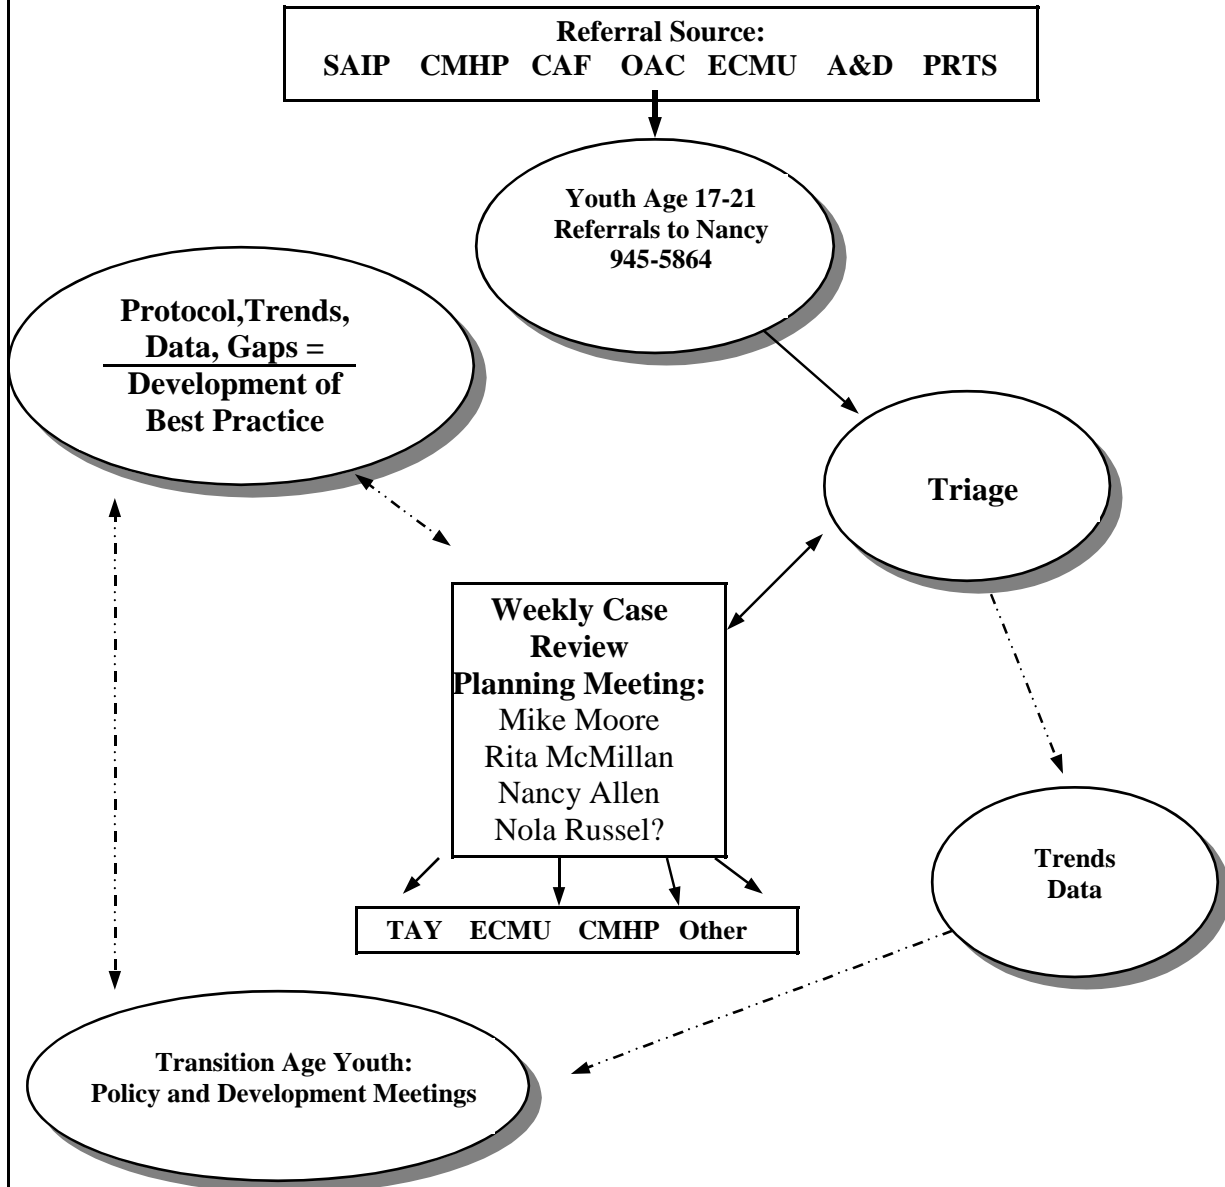 Referral Source:
SAIP CMHP CAF OAC ECMU A&D PRTS
Youth Age 17-21
Referrals to Nancy
945-5864
Protocol,Trends,
Data, Gaps =
Development of
Best Practice
Triage
Weekly Case
Review
Planning Meeting:
Mike Moore
Rita McMillan
Nancy Allen
Nola Russel?
Trends
Data
TAY ECMU CMHP Other
Transition Age Youth:
Policy and Development Meetings